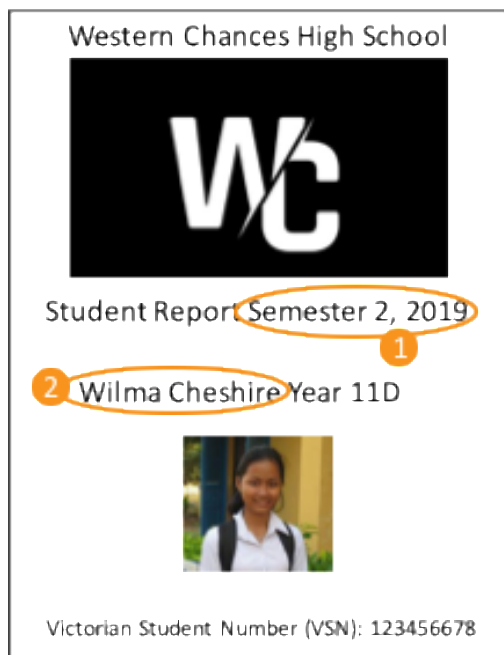 Western Chances High School
WC
Student Report Semester 2, 2019
1
2 Wilma Cheshire Year 11D
Victorian Student Number (VSN): 123456678